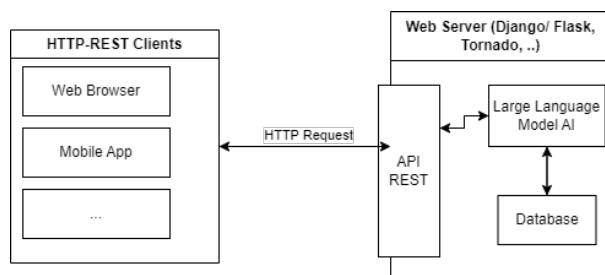 HTTP-REST Clients
Web Browser
Mobile App
...
HTTP Request
Web Server (Django/ Flask,
Tornado, ..)
API
REST
Large Language
Model AI
Database